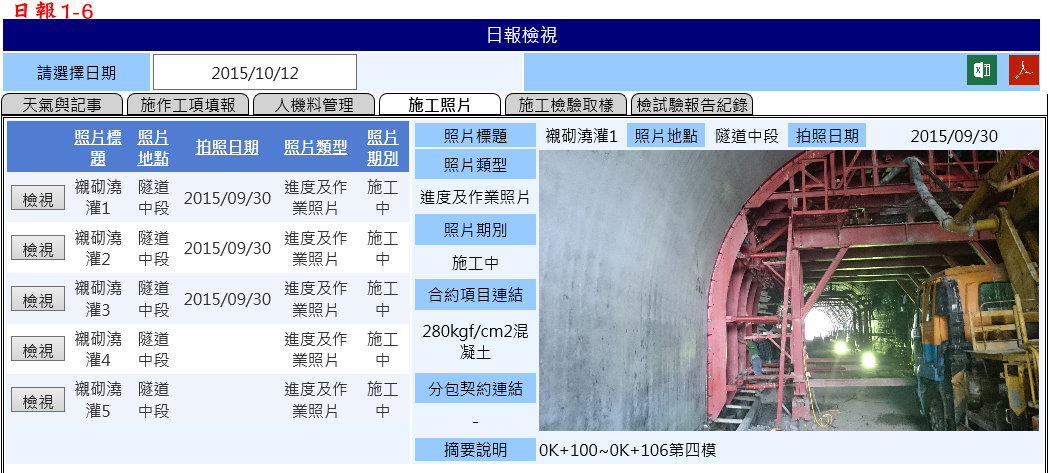 日報1-6
日報檢視
請選擇日期 2015/10/12
天氣與記事 施作工項填報 人機料管理 施工照片 施工檢驗取樣 檢試驗報告紀錄
照片標題 照片地點 拍照日期 照片類型 照片期別
檢視 襯砌澆灌1 隧道中段 2015/09/30 進度及作業照片 施工中
檢視 襯砌澆灌2 隧道中段 2015/09/30 進度及作業照片 施工中
檢視 襯砌澆灌3 隧道中段 2015/09/30 進度及作業照片 施工中
檢視 襯砌澆灌4 隧道中段 進度及作業照片 施工中
檢視 襯砌澆灌5 隧道中段 進度及作業照片 施工中
照片標題 襯砌澆灌1 照片地點 隧道中段 拍照日期 2015/09/30
照片類型
進度及作業照片
照片期別
施工中
合約項目連結
280kgf/cm2混
凝土
分包契約連結
-
摘要說明 0K+100~0K+106第四模